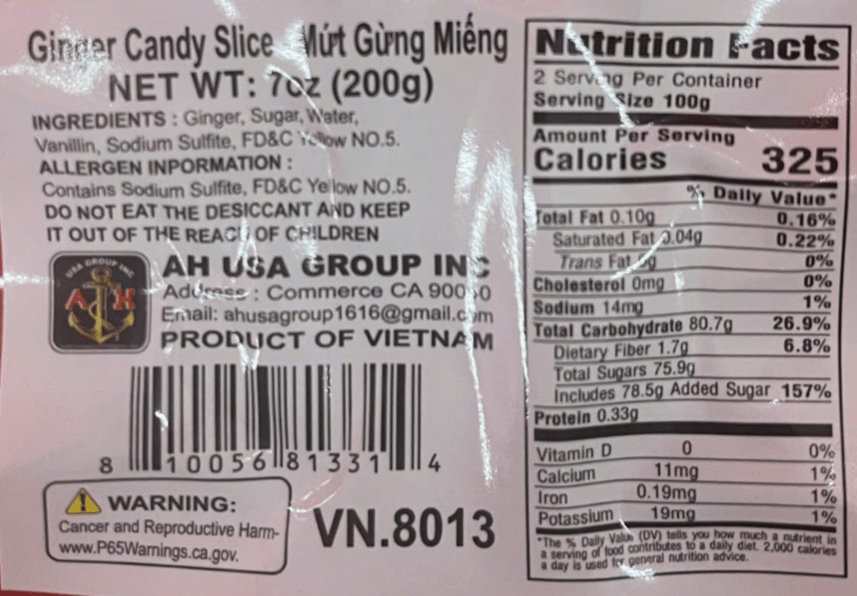 Ginger Candy Slice Mứt Gừng Miếng
NET WT: 7oz (200g)
INGREDIENTS : Ginger, Sugar, Water,
Vanillin, Sodium Sulfite, FD&C Yellow NO.5.
ALLERGEN INPORMATION :
Contains Sodium Sulfite, FD&C Yellow NO.5.
DO NOT EAT THE DESICCANT AND KEEP
IT OUT OF THE REACH OF CHILDREN
USA GROUP INC
A H
AH USA GROUP INC
Address : Commerce CA
Email: ahusagroup1616@gmail.com
PRODUCT OF VIETNAM
8 10056 81331 4
WARNING:
Cancer and Reproductive Harm-
www.P65Warnings.ca.gov.
VN.8013
Nutrition Facts
2 Serving Per Container
Serving Size 100g
Amount Per Serving
Calories 325
% Daily Value*
Total Fat 0.10g 0.16%
Saturated Fat 0.04g 0.22%
Trans Fat 0g 0%
Cholesterol 0mg 0%
Sodium 14mg 1%
Total Carbohydrate 80.7g 26.9%
Dietary Fiber 1.7g 6.8%
Total Sugars 75.9g
Includes 78.5g Added Sugar 157%
Protein 0.33g
Vitamin D 0 0%
Calcium 11mg 1%
Iron 0.19mg 1%
Potassium 19mg 1%
*The % Daily Value (DV) tells you how much a nutrient in
a serving of food contributes to a daily diet. 2,000 calories
a day is used for general nutrition advice.